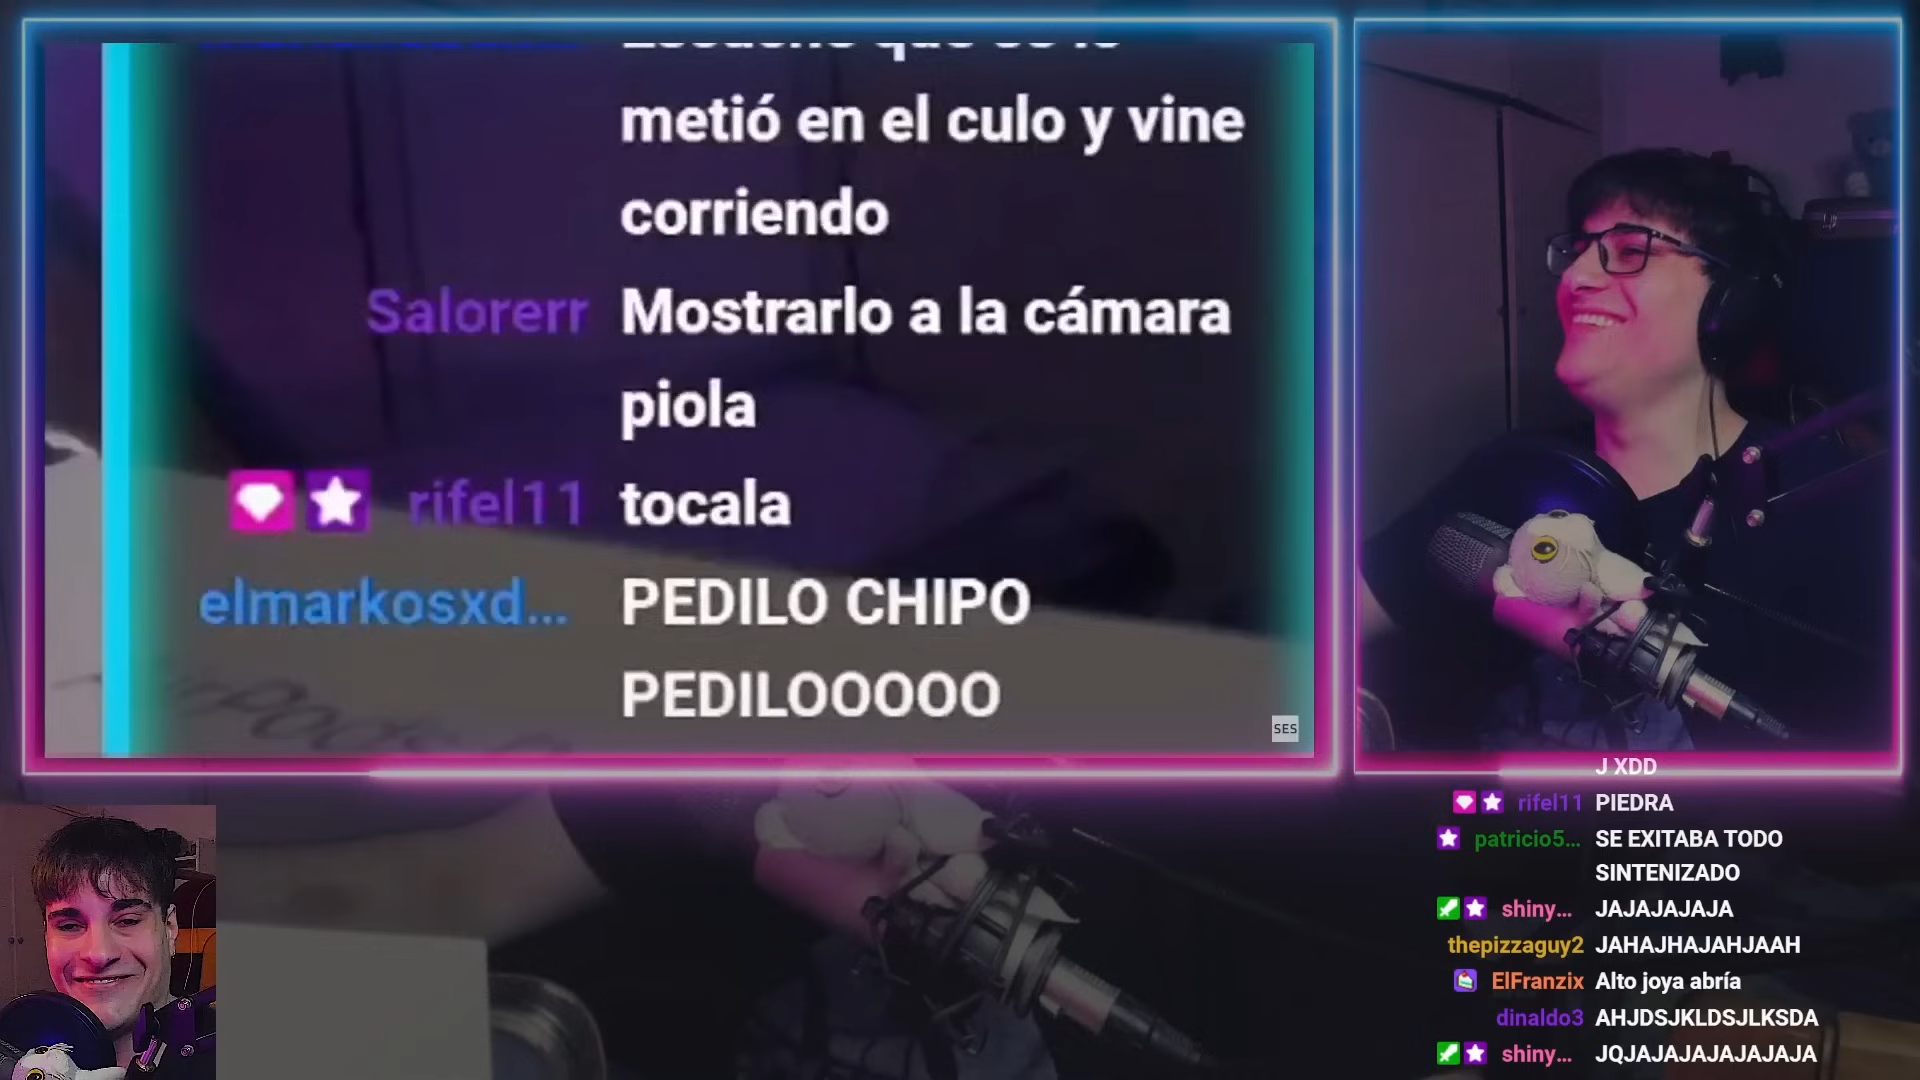 metió en el culo y vine
corriendo
Salorerr Mostrarlo a la cámara
piola
rifel11 tocala
elmarkosxd... PEDILO CHIPO
PEDILOOOOO
SES
J XDD
rifel11 PIEDRA
patricio5... SE EXITABA TODO
SINTENIZADO
shiny... JAJAJAJAJA
thepizzaguy2 JAHAJHAJAHJAAH
ElFranzix Alto joya abría
dinaldo3 AHJDSJKLDSJLKSDA
shiny... JQJAJAJAJAJAJAJA